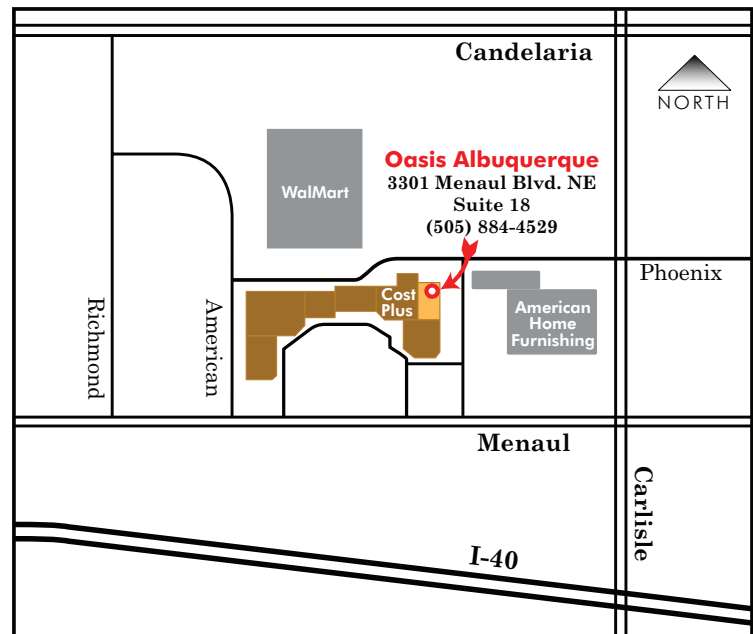 Candelaria
NORTH
Oasis Albuquerque
3301 Menaul Blvd. NE
Suite 18
(505) 884-4529
WalMart
Phoenix
Cost
Plus
American
Home
Furnishing
Richmond
American
Menaul
Carlisle
I-40